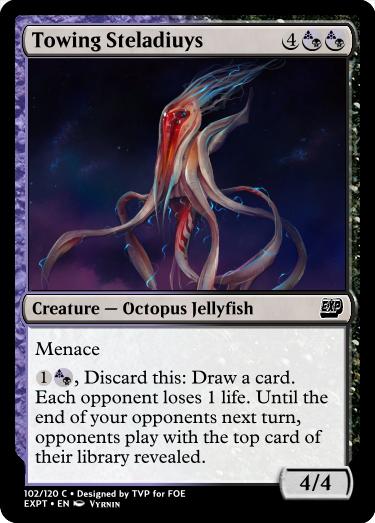 Towing Steladiuys 4
Creature — Octopus Jellyfish EXP
Menace
1, Discard this: Draw a card.
Each opponent loses 1 life. Until the
end of your opponents next turn,
opponents play with the top card of
their library revealed.
4/4
102/120 C • Designed by TVP for FOE
EXPT • EN Vyrnin